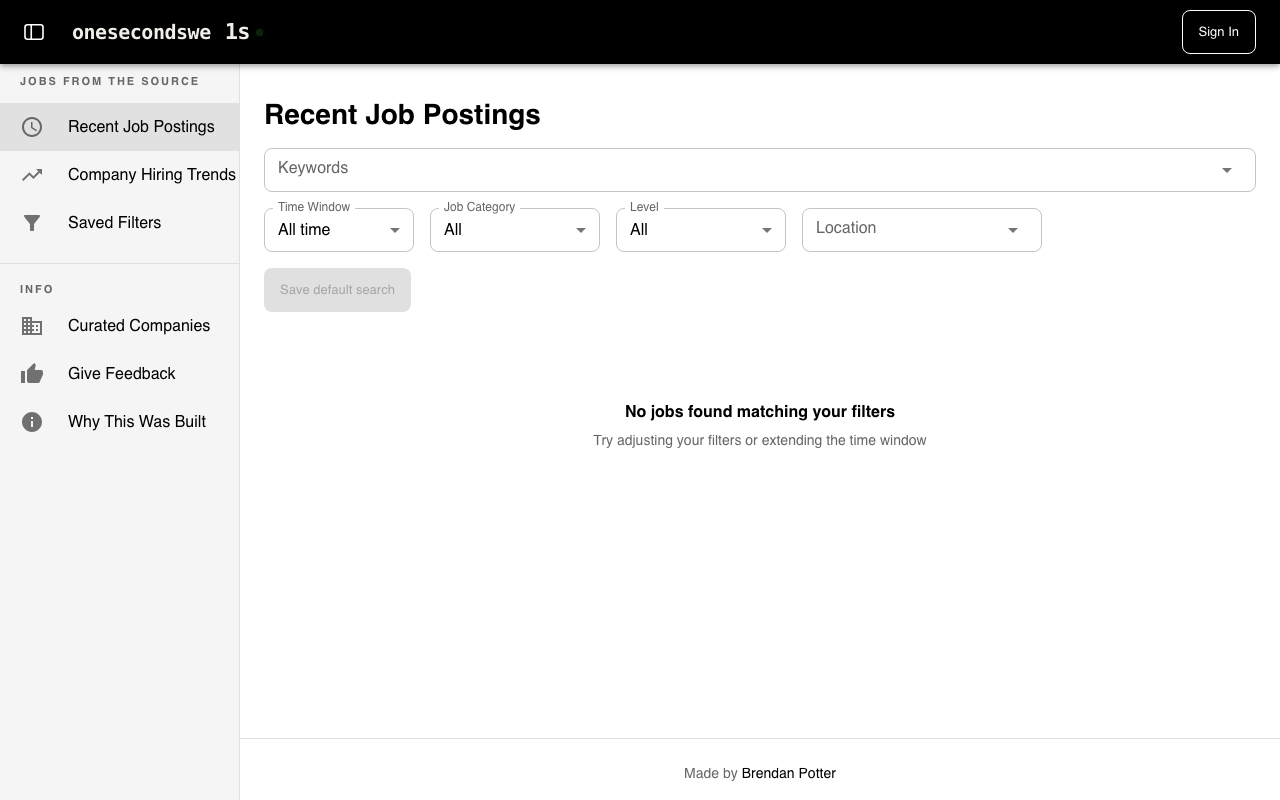 onesecondswe 1s
Sign In
JOBS FROM THE SOURCE
Recent Job Postings
Company Hiring Trends
Saved Filters
INFO
Curated Companies
Give Feedback
Why This Was Built
Recent Job Postings
Keywords
Time Window
All time
Job Category
All
Level
All
Location
Save default search
No jobs found matching your filters
Try adjusting your filters or extending the time window
Made by Brendan Potter